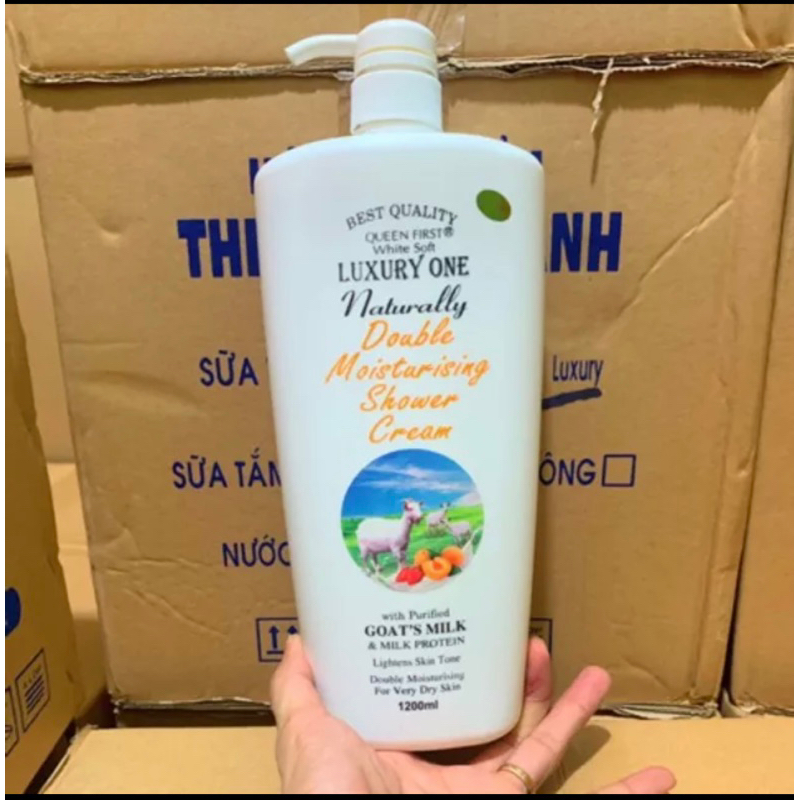 BEST QUALITY
QUEEN FIRST®
White Soft
LUXURY ONE
Naturally
Double
Moisturising
Shower
Cream
with Purified
GOAT'S MILK
& MILK PROTEIN
Lightens Skin Tone
Double Moisturising
For Very Dry Skin
1200ml
SỮA
Luxury
SỮA TẮM
NƯỚC